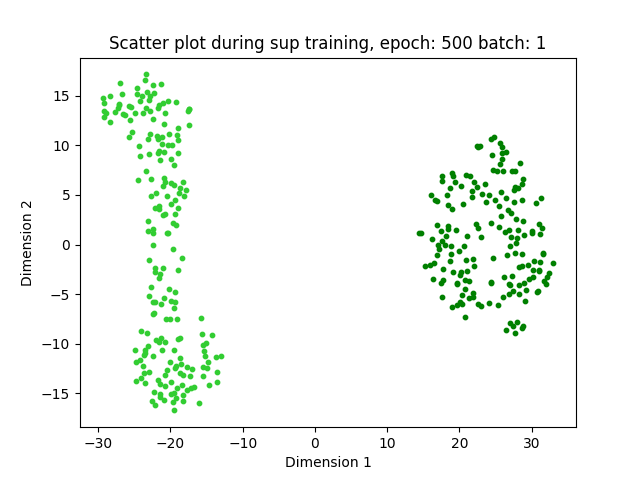 Scatter plot during sup training, epoch: 500 batch: 1
15
10
5
0
−5
−10
−15
Dimension 2
−30 −20 −10 0 10 20 30
Dimension 1